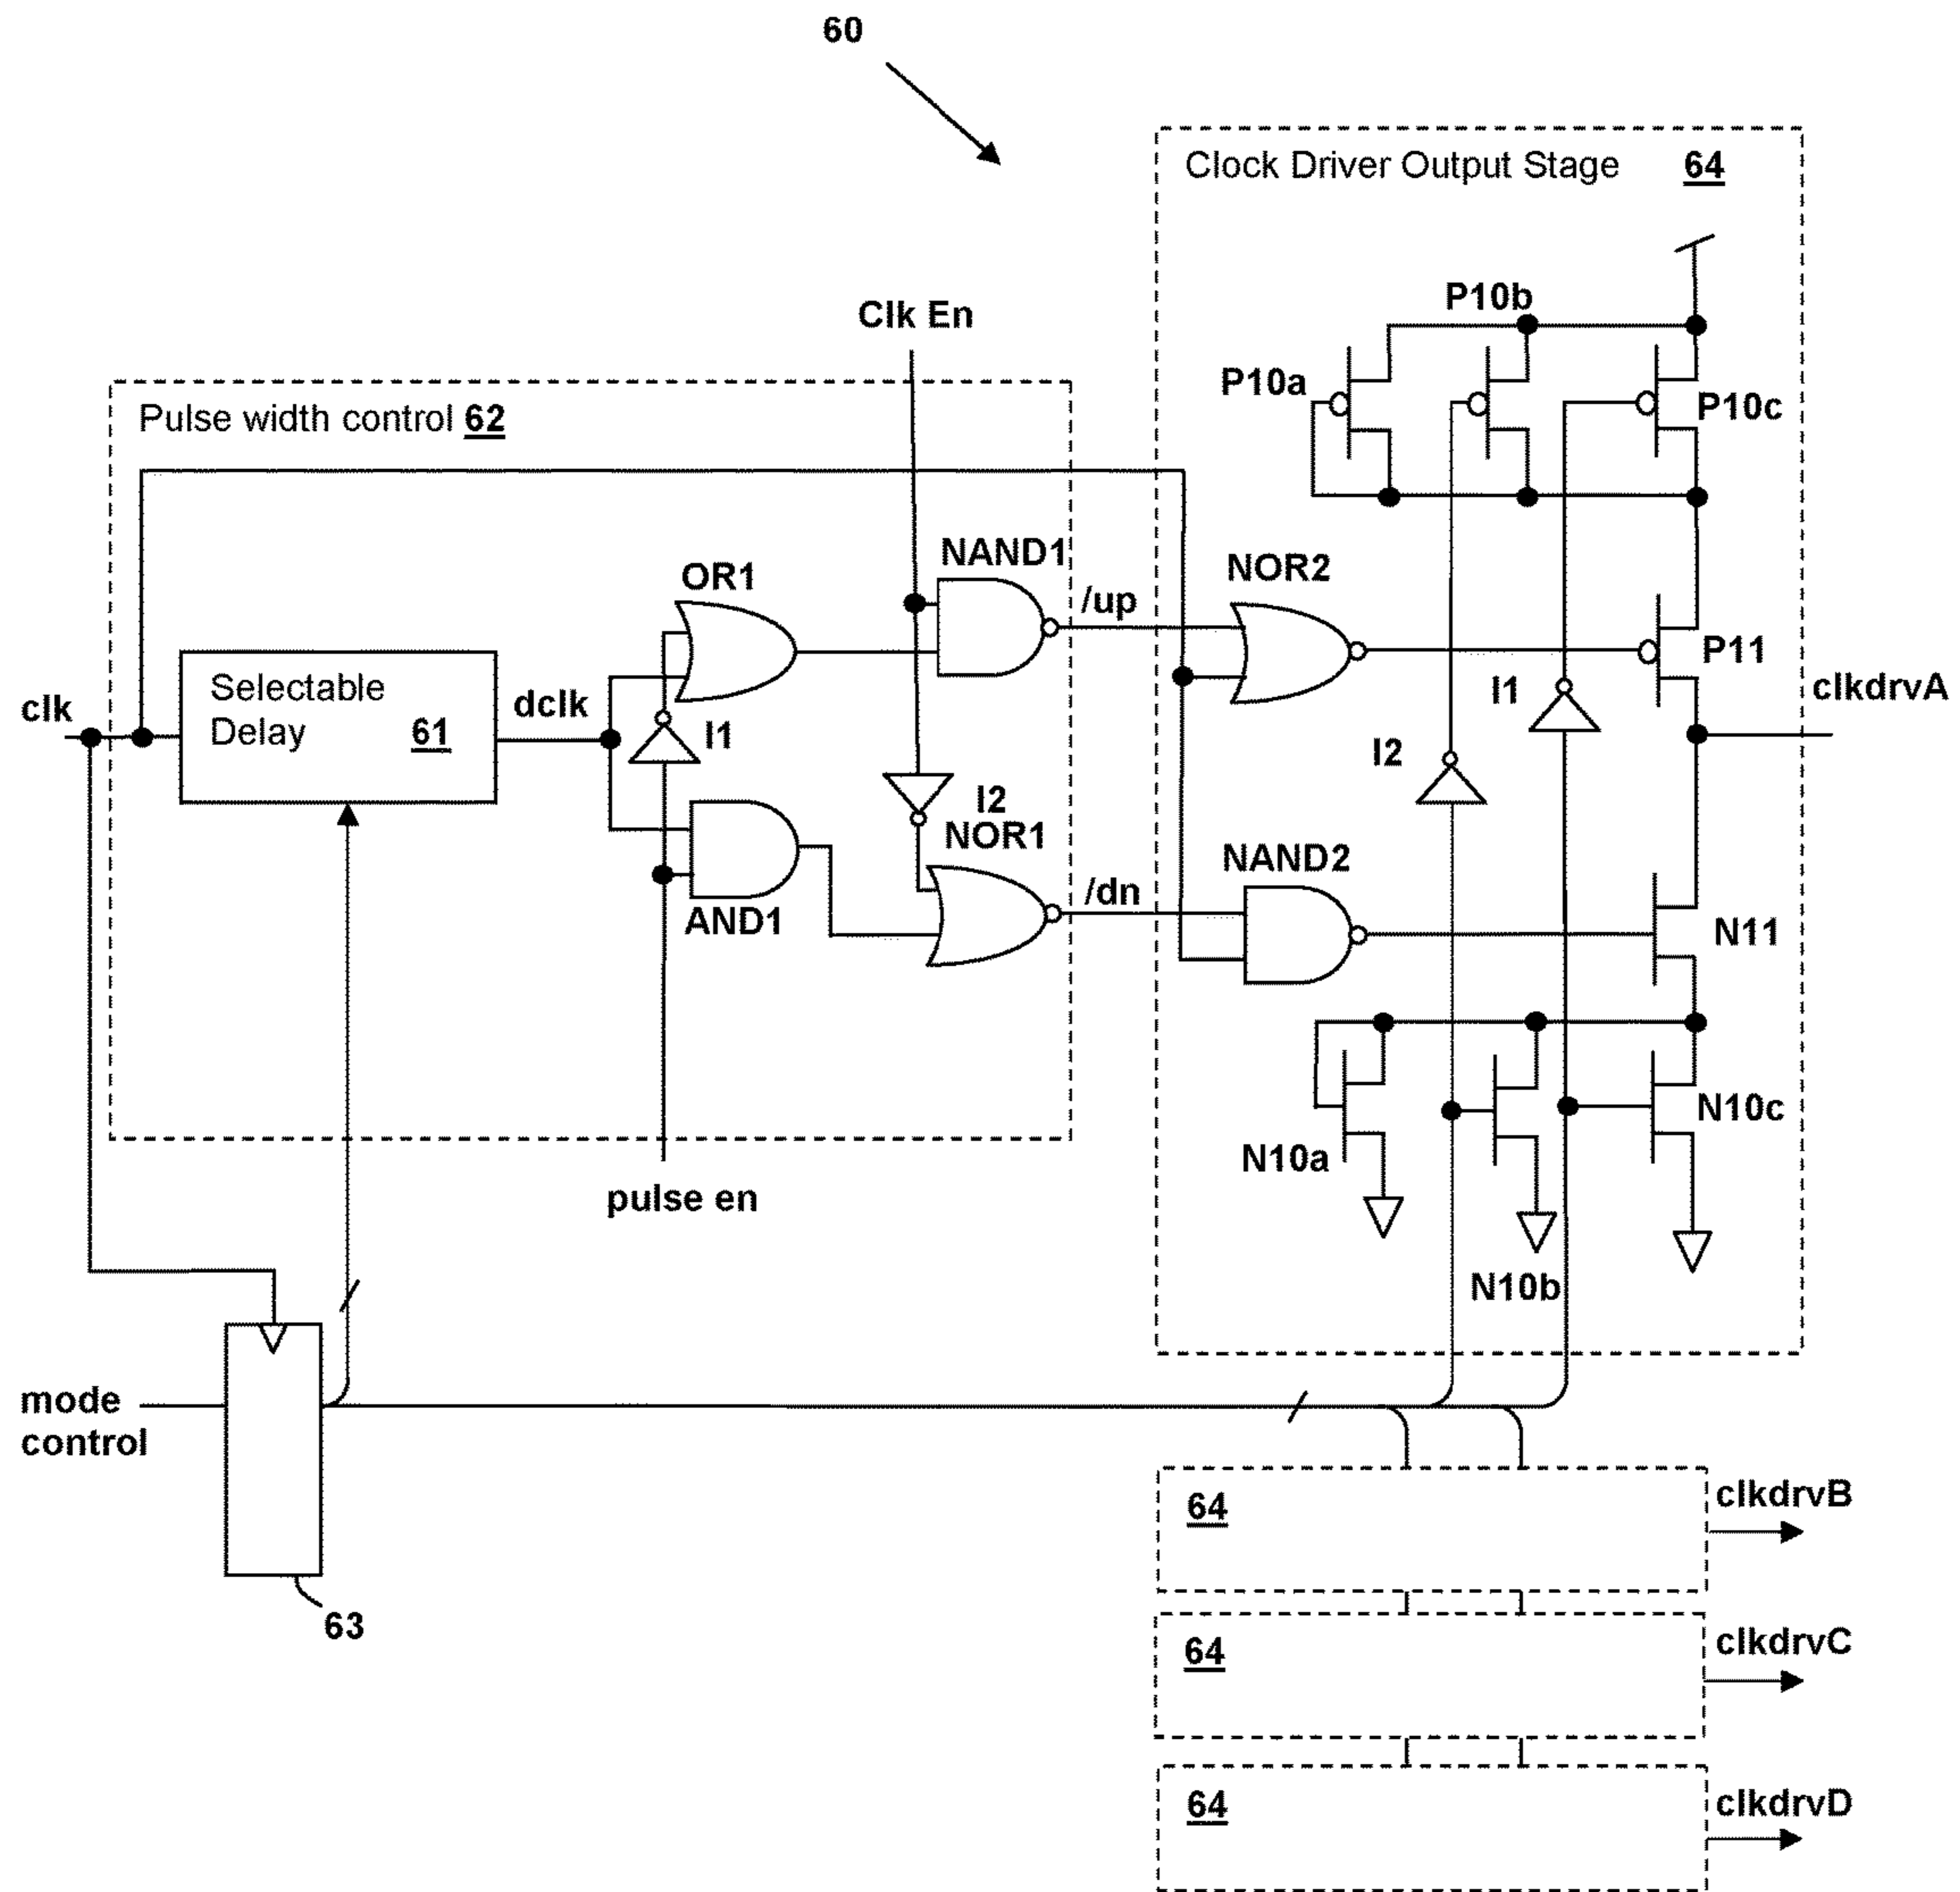 60
Clock Driver Output Stage 64
P10b
Clk En
P10a
P10c
Pulse width control 62
NAND1
OR1
NOR2
/up
P11
Selectable
Delay 61
clk
dclk
I1
I1
clkdrvA
I2
I2
NOR1
NAND2
/dn
AND1
N11
N10a
N10c
pulse en
N10b
mode
control
63
64
clkdrvB
64
clkdrvC
64
clkdrvD